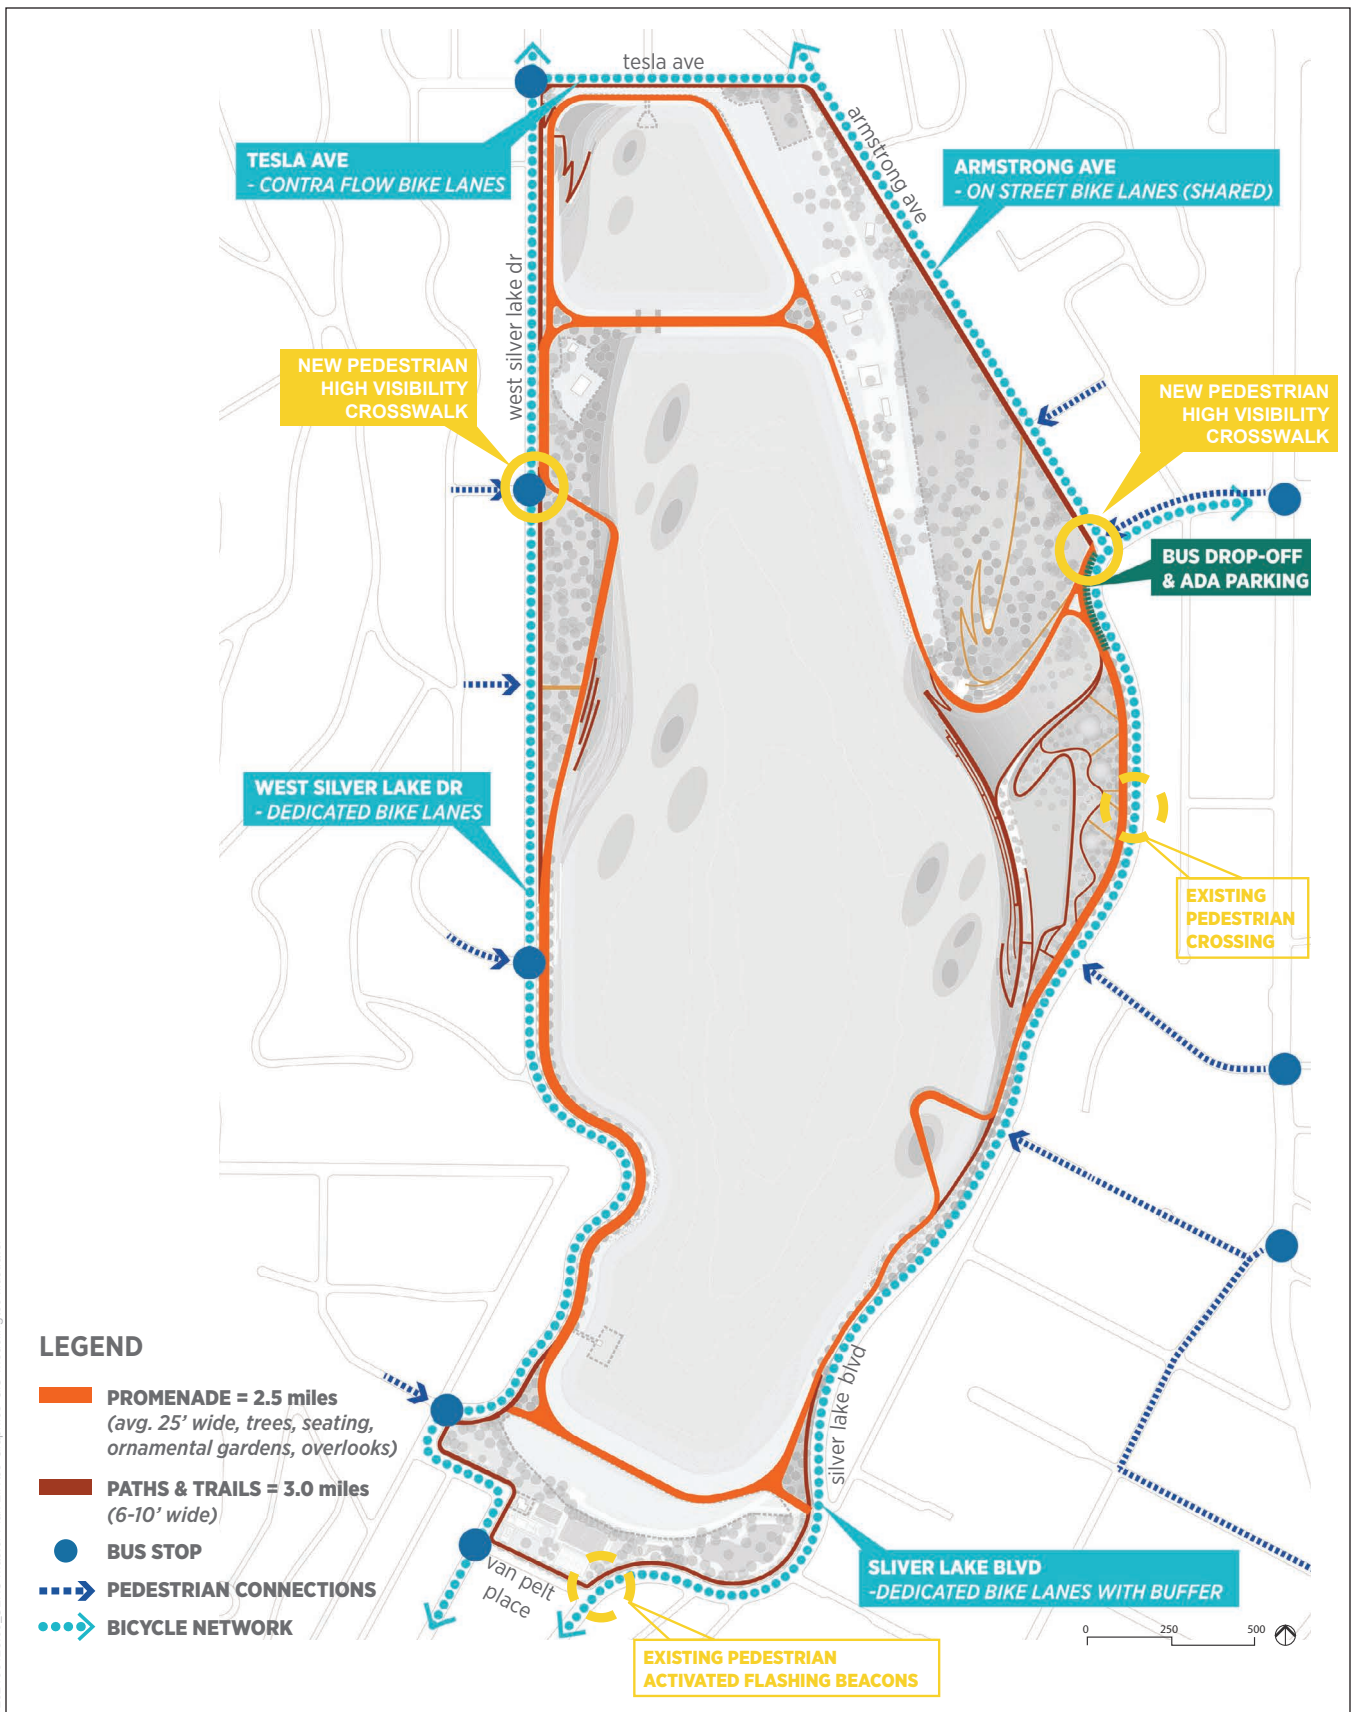 tesla ave
armstrong ave
TESLA AVE
- CONTRA FLOW BIKE LANES
ARMSTRONG AVE
- ON STREET BIKE LANES (SHARED)
west silver lake dr
NEW PEDESTRIAN
HIGH VISIBILITY
CROSSWALK
NEW PEDESTRIAN
HIGH VISIBILITY
CROSSWALK
BUS DROP-OFF
& ADA PARKING
WEST SILVER LAKE DR
- DEDICATED BIKE LANES
EXISTING
PEDESTRIAN
CROSSING
silver lake blvd
LEGEND
PROMENADE = 2.5 miles
(avg. 25' wide, trees, seating,
ornamental gardens, overlooks)
PATHS & TRAILS = 3.0 miles
(6-10' wide)
BUS STOP
PEDESTRIAN CONNECTIONS
BICYCLE NETWORK
van pelt
place
SLIVER LAKE BLVD
-DEDICATED BIKE LANES WITH BUFFER
EXISTING PEDESTRIAN
ACTIVATED FLASHING BEACONS
0 250 500